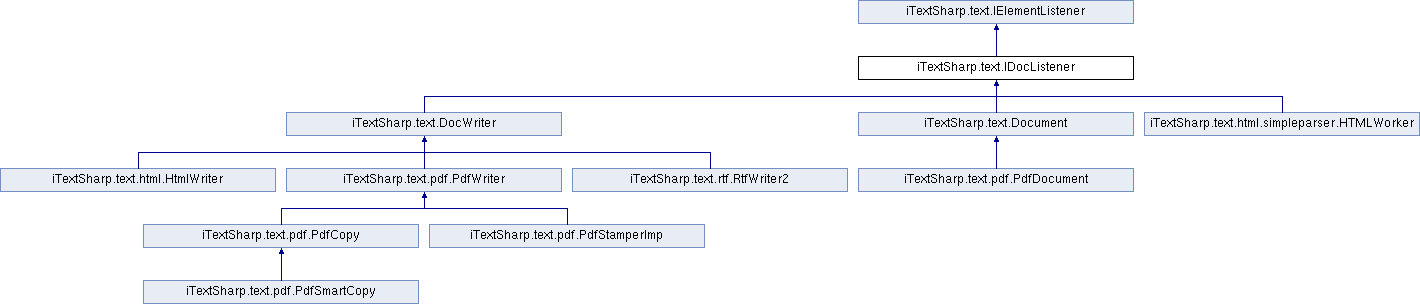 iTextSharp.text.IElementListener
iTextSharp.text.IDocListener
iTextSharp.text.DocWriter
iTextSharp.text.Document
iTextSharp.text.html.simpleparser.HTMLWorker
iTextSharp.text.html.HtmlWriter
iTextSharp.text.pdf.PdfWriter
iTextSharp.text.rtf.RtfWriter2
iTextSharp.text.pdf.PdfDocument
iTextSharp.text.pdf.PdfCopy
iTextSharp.text.pdf.PdfStamperImp
iTextSharp.text.pdf.PdfSmartCopy